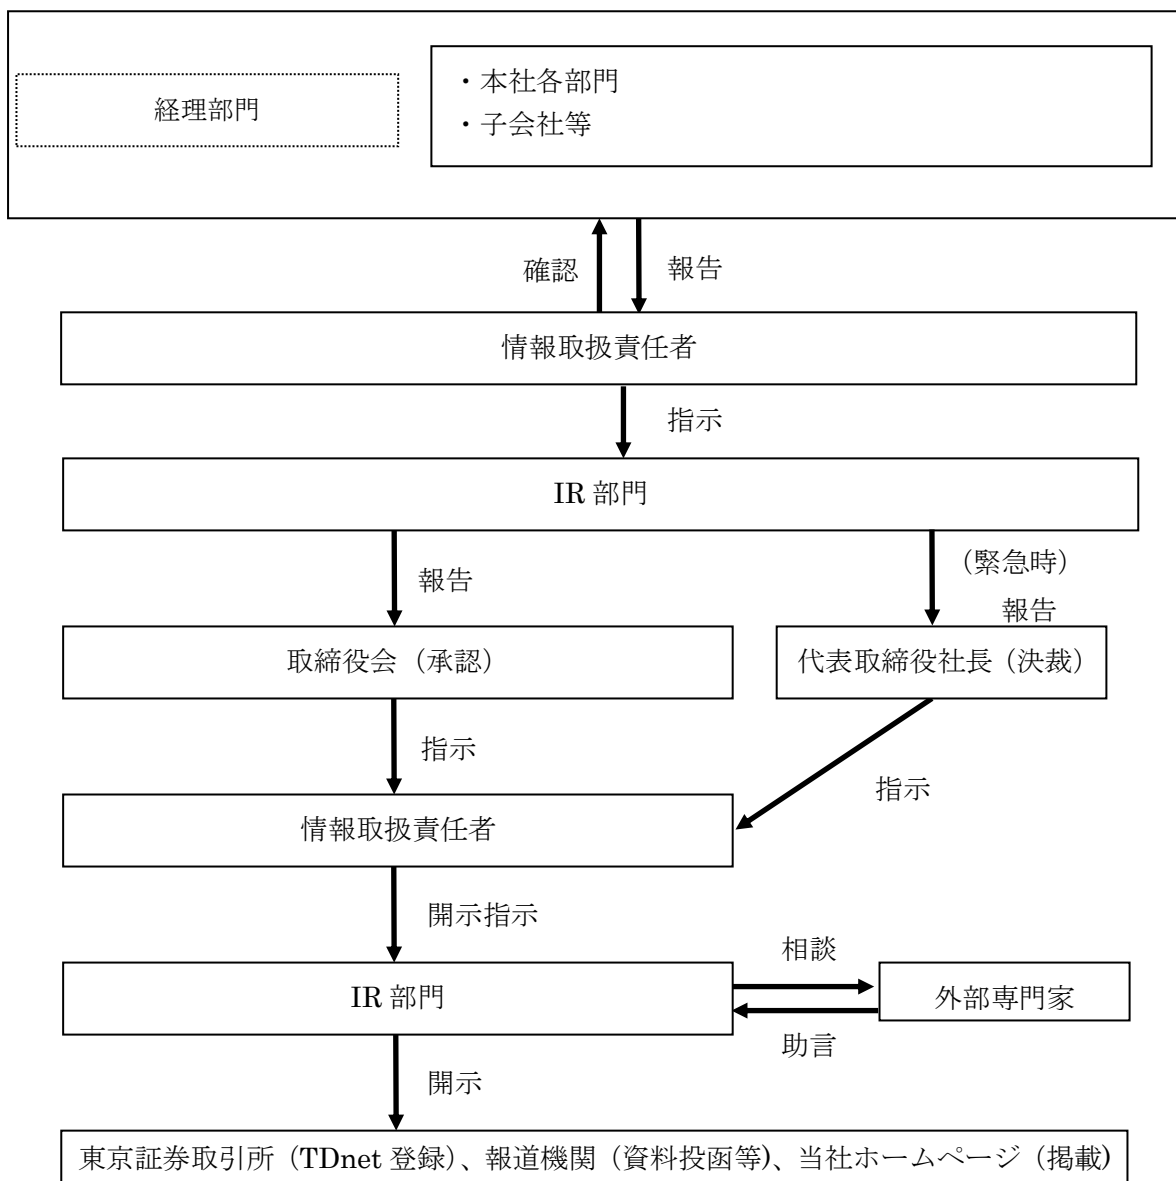 経理部門
・本社各部門
・子会社等
確認
報告
情報取扱責任者
指示
IR 部門
報告
（緊急時）
報告
取締役会（承認）
代表取締役社長（決裁）
指示
指示
情報取扱責任者
開示指示
相談
IR 部門
外部専門家
助言
開示
東京証券取引所（TDnet 登録）、報道機関（資料投函等)、当社ホームページ（掲載）